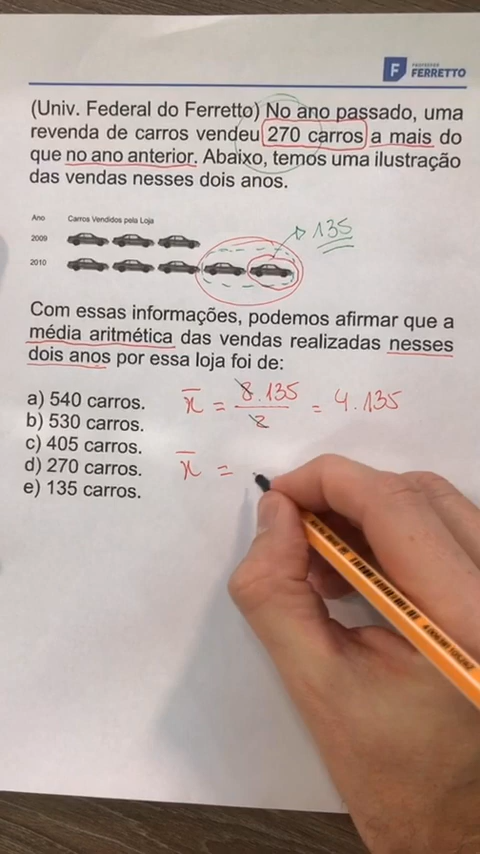 PROFESSOR
FERRETTO
(Univ. Federal do Ferretto) No ano passado, uma
revenda de carros vendeu 270 carros a mais do
que no ano anterior. Abaixo, temos uma ilustração
das vendas nesses dois anos.
Ano Carros Vendidos pela Loja
2009
2010
135
Com essas informações, podemos afirmar que a
média aritmética das vendas realizadas nesses
dois anos por essa loja foi de:
a) 540 carros.
b) 530 carros.
c) 405 carros.
d) 270 carros.
e) 135 carros.
x̄ = 8.135 / 2 = 4.135
x̄ =